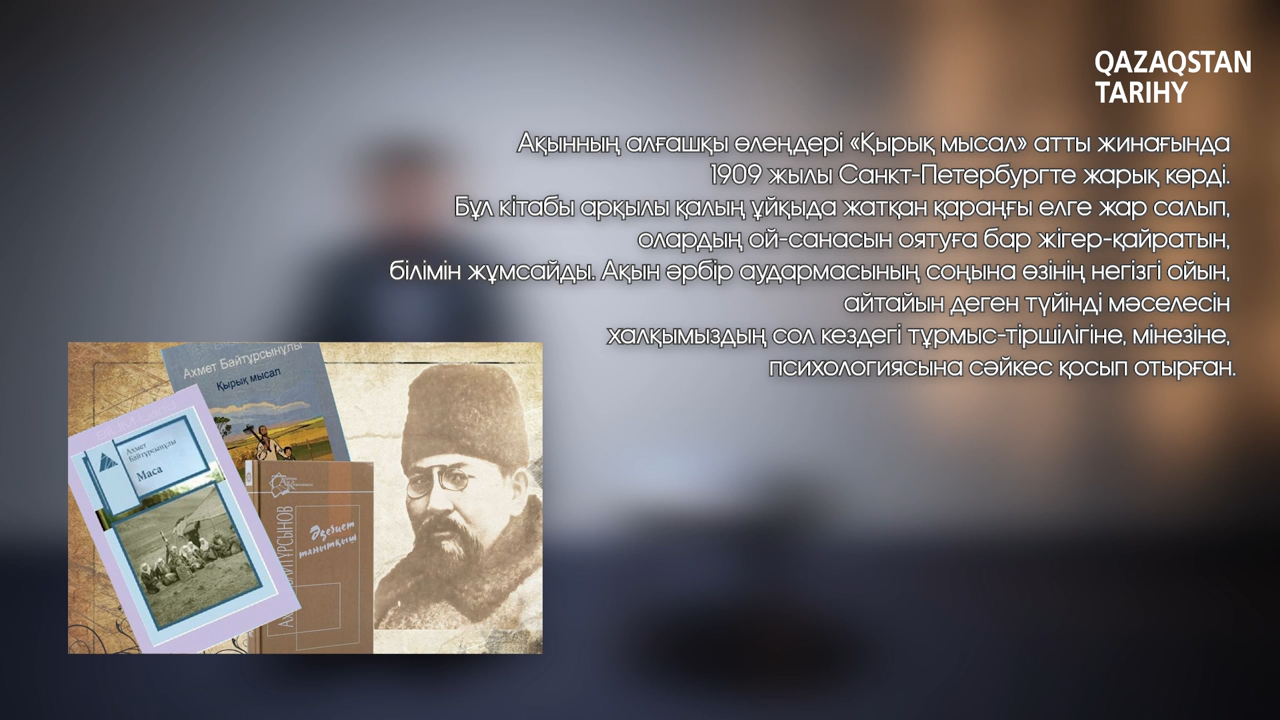 QAZAQSTAN
TARIHY
Ақынның алғашқы өлеңдері «Қырық мысал» атты жинағында
1909 жылы Санкт-Петербургте жарық көрді.
Бұл кітабы арқылы қалың ұйқыда жатқан қараңғы елге жар салып,
олардың ой-санасын оятуға бар жігер-қайратын,
білімін жұмсайды. Ақын әрбір аудармасының соңына өзінің негізгі ойын,
айтайын деген түйінді мәселесін
халқымыздың сол кездегі тұрмыс-тіршілігіне, мінезіне,
психологиясына сәйкес қосып отырған.
Ахмет Байтұрсынұлы
Қырық мысал
Ахмет
Байтұрсынұлы
Маса
Әдебиет
танытқыш